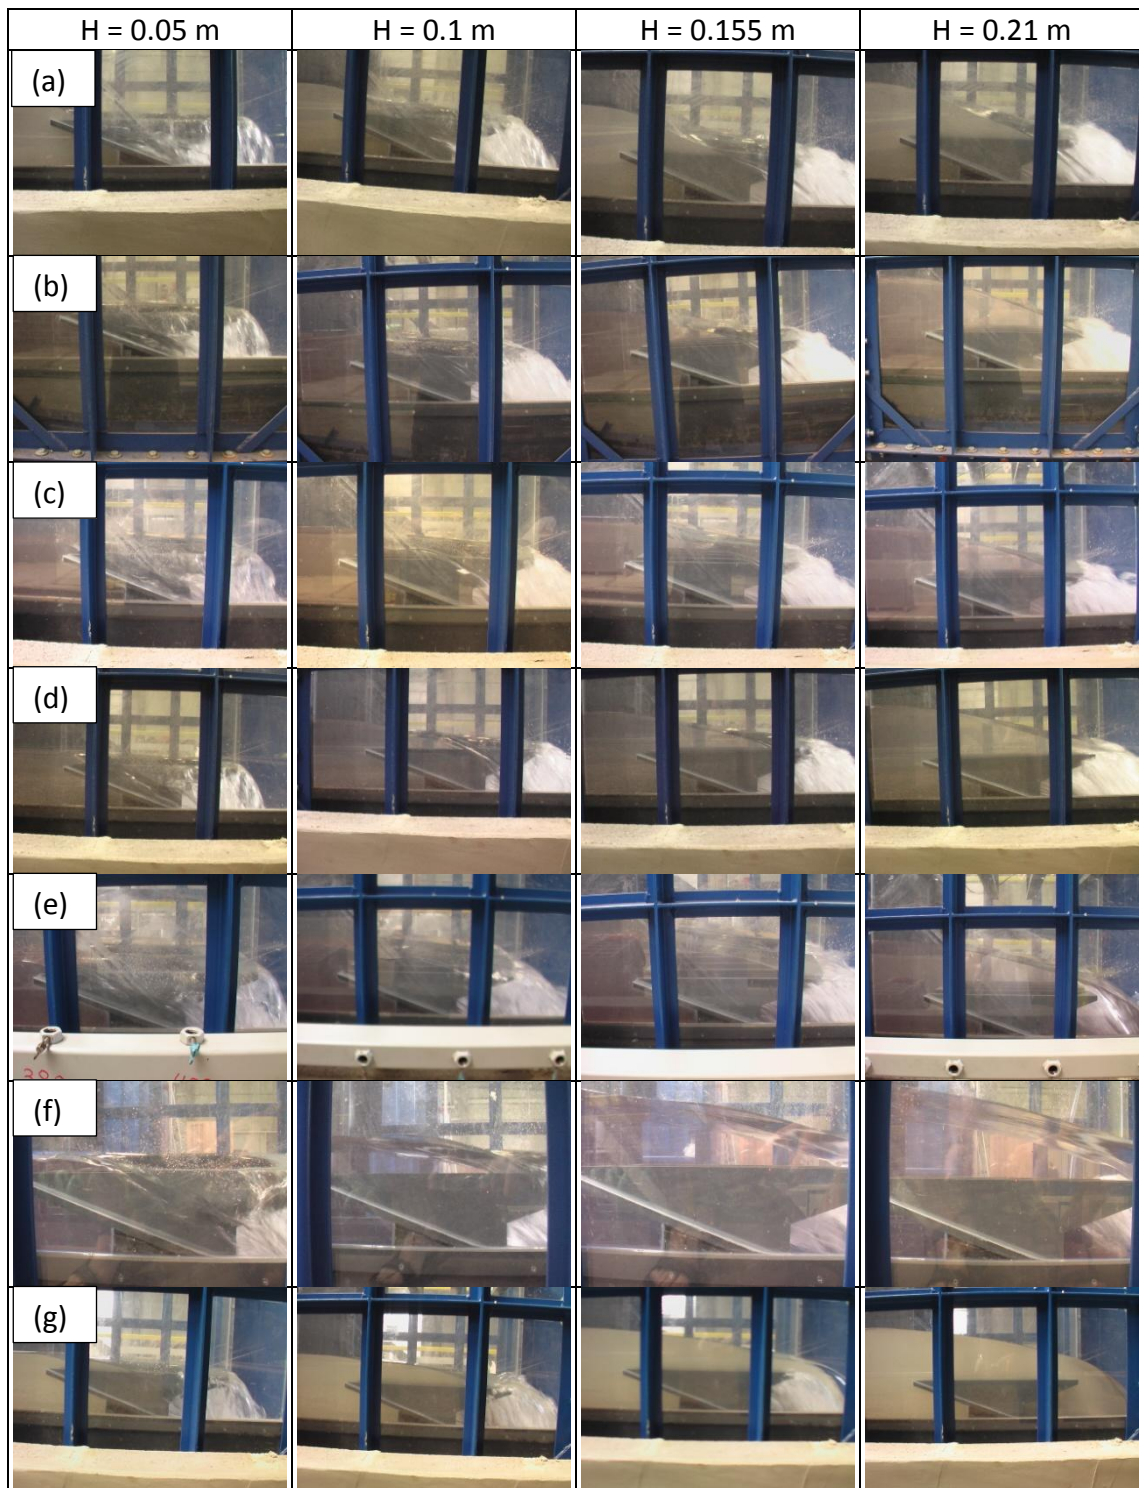 H = 0.05 m H = 0.1 m H = 0.155 m H = 0.21 m
(a)
(b)
(c)
(d)
(e)
(f)
(g)